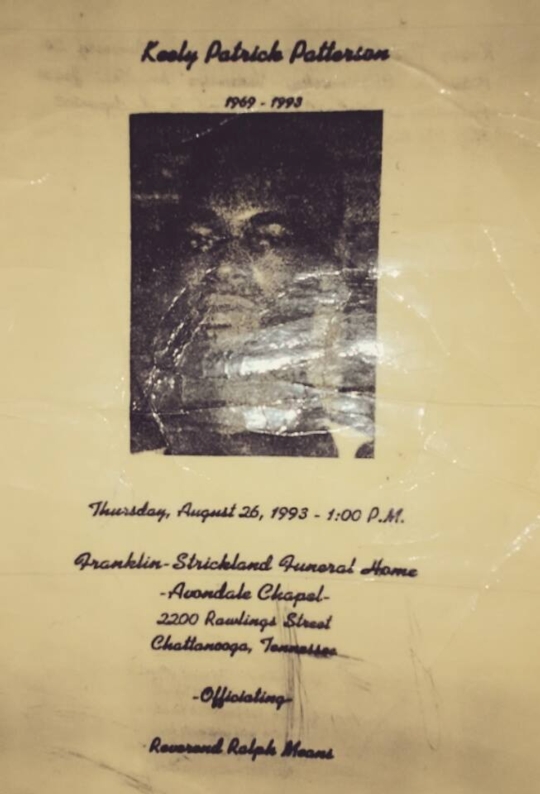 Keely Patrick Patterson
1969 - 1993
Thursday, August 26, 1993 - 1:00 P.M.
Franklin-Strickland Funeral Home
-Avondale Chapel-
2200 Rawlings Street
Chattanooga, Tennessee
-Officiating-
Reverend Ralph Means